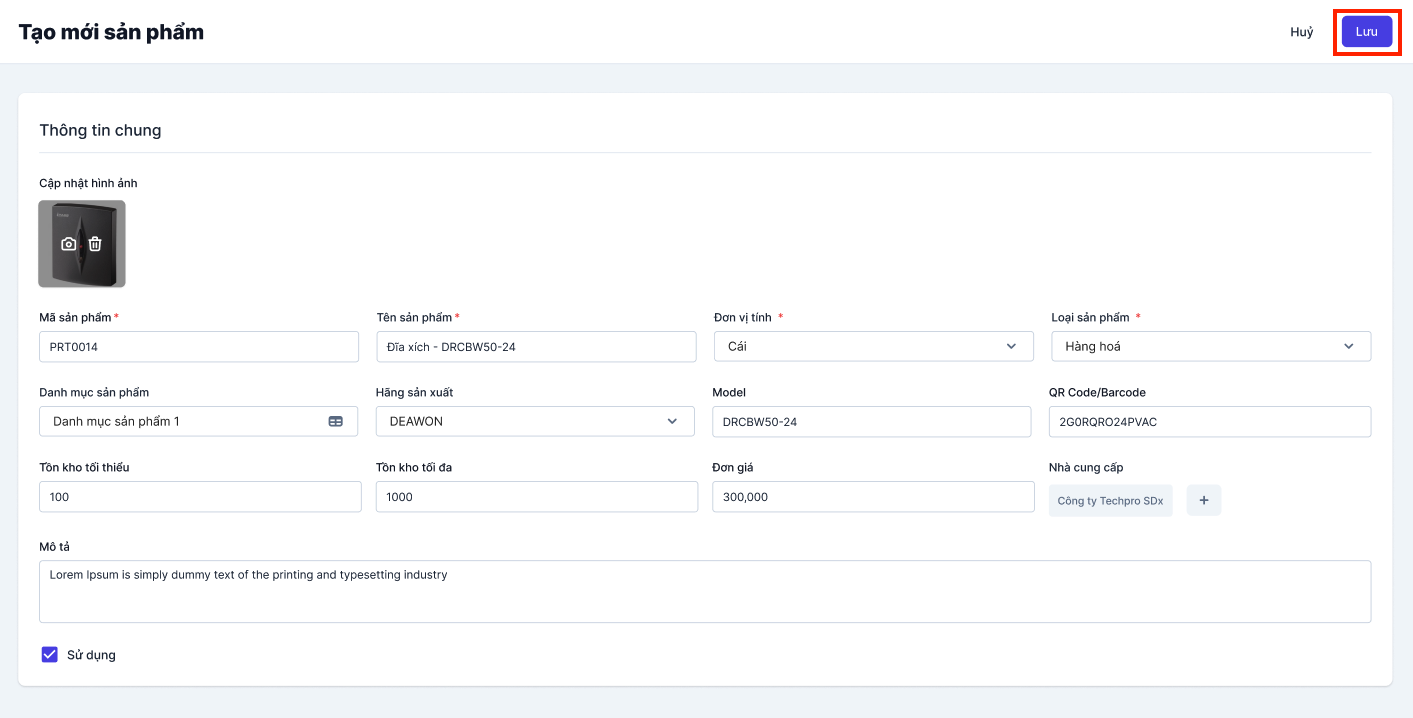 Tạo mới sản phẩm
Huỷ
Lưu
Thông tin chung
Cập nhật hình ảnh
Mã sản phẩm *
Tên sản phẩm *
Đơn vị tính *
Loại sản phẩm *
PRT0014
Đĩa xích - DRCBW50-24
Cái
Hàng hoá
Danh mục sản phẩm
Hãng sản xuất
Model
QR Code/Barcode
Danh mục sản phẩm 1
DEAWON
DRCBW50-24
2G0RQRO24PVAC
Tồn kho tối thiểu
Tồn kho tối đa
Đơn giá
Nhà cung cấp
100
1000
300,000
Công ty Techpro SDx
+
Mô tả
Lorem Ipsum is simply dummy text of the printing and typesetting industry
Sử dụng